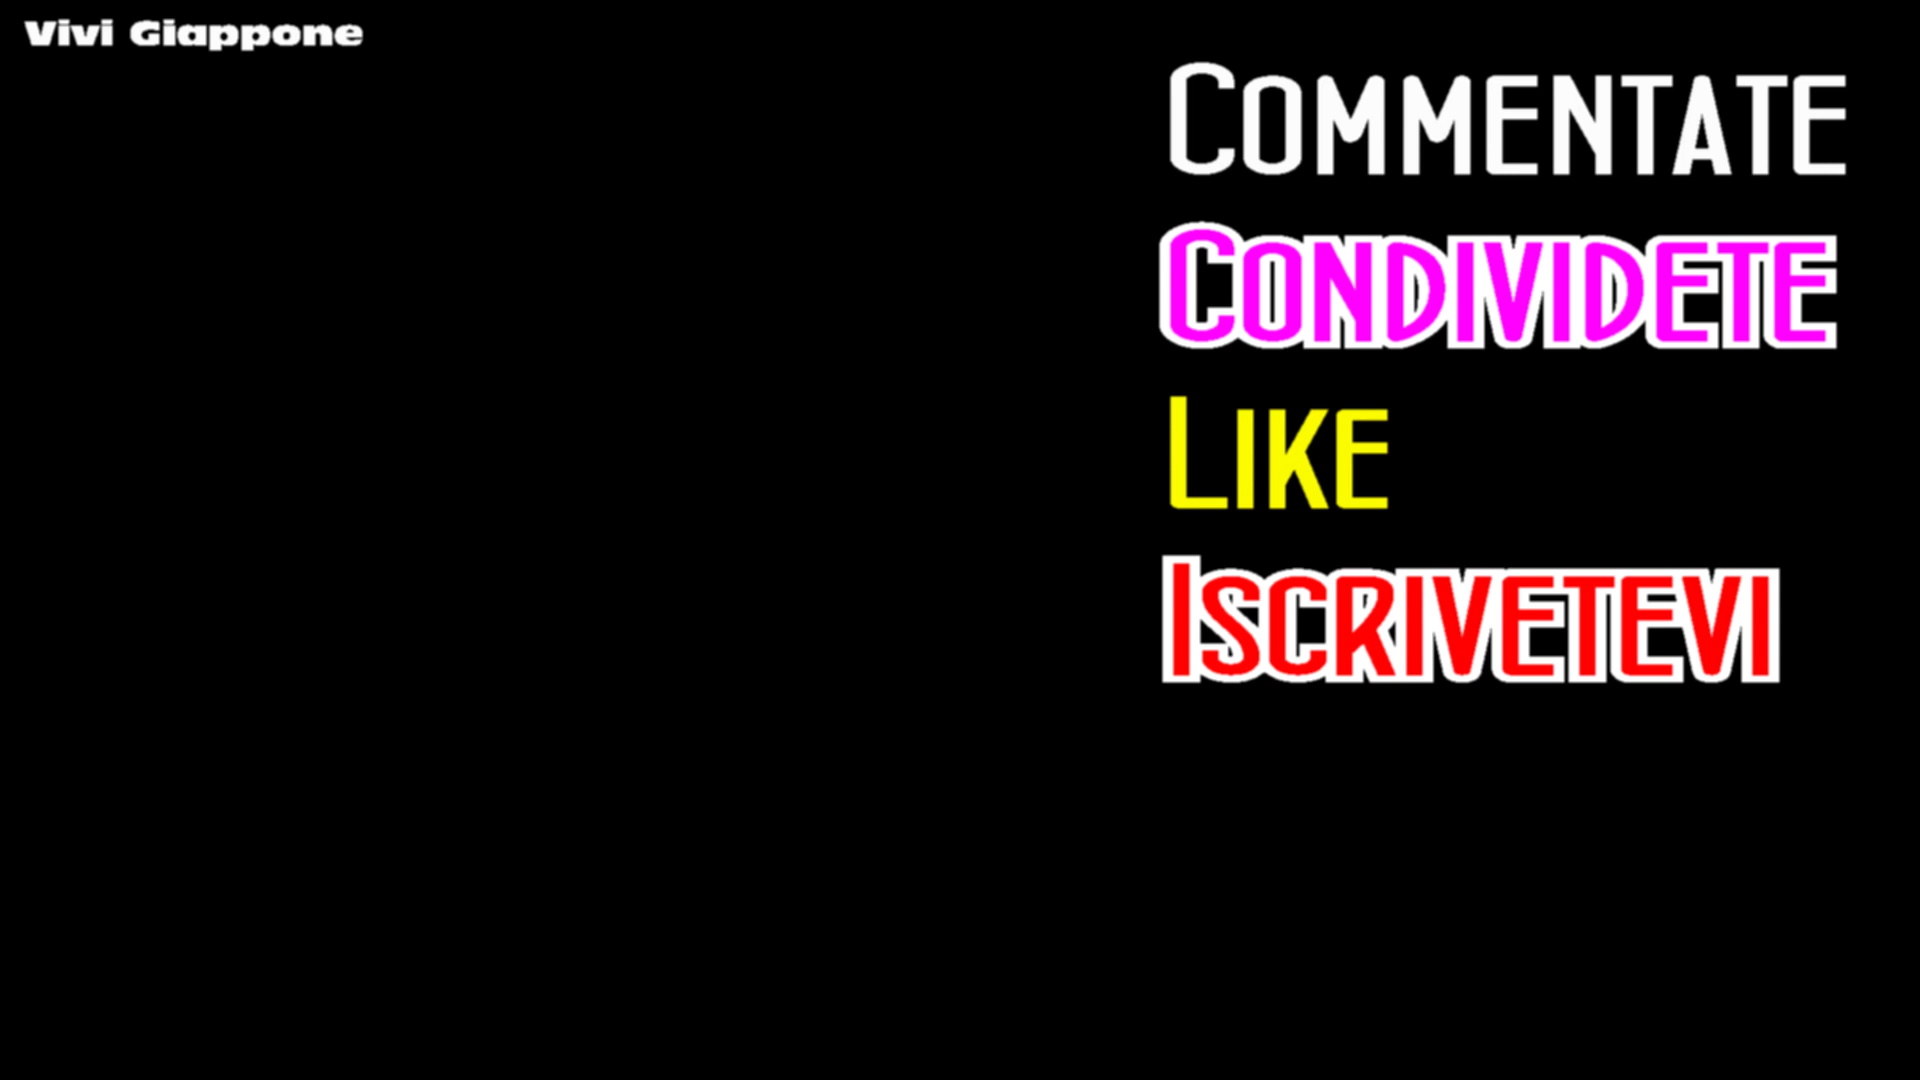 Vivi Giappone
Commentate
Condividete
Like
Iscrivetevi